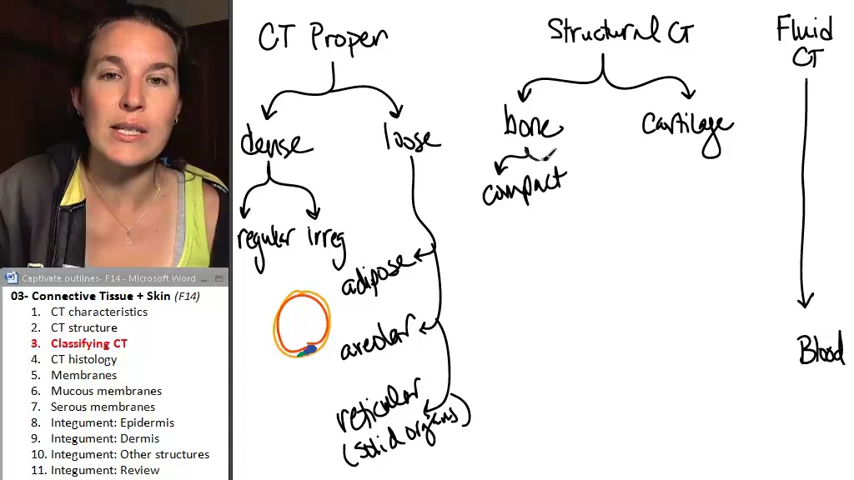 CT Proper
Structural CT
Fluid
CT
dense
loose
bone
Cartilage
compact
regular irreg
adipose
areolar
reticular
(solid organs)
Blood
Captivate outlines- F14 - Microsoft Word
03- Connective Tissue + Skin (F14)
1. CT characteristics
2. CT structure
3. Classifying CT
4. CT histology
5. Membranes
6. Mucous membranes
7. Serous membranes
8. Integument: Epidermis
9. Integument: Dermis
10. Integument: Other structures
11. Integument: Review